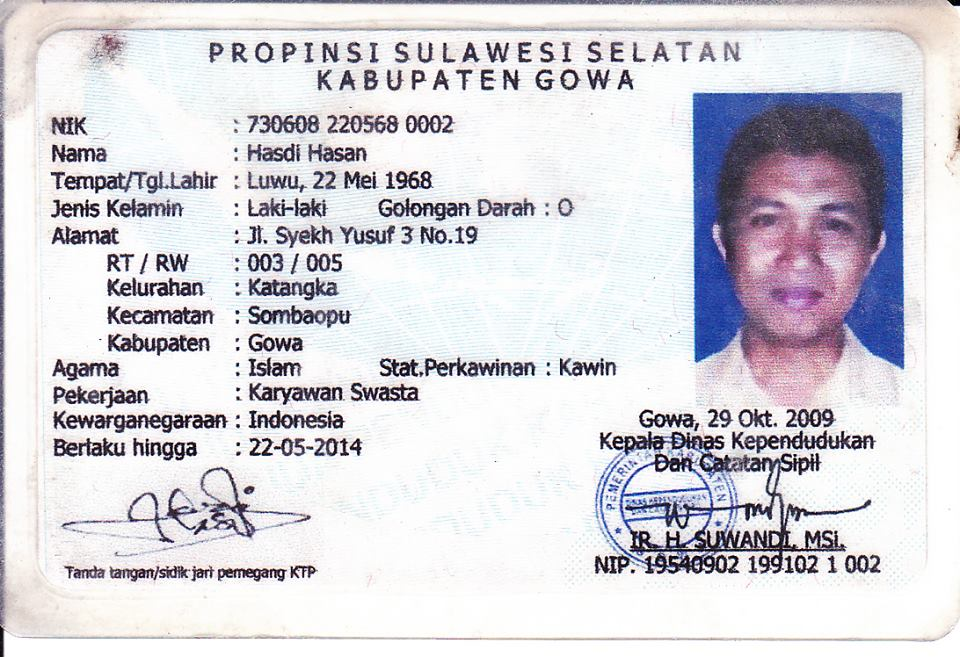 PROPINSI SULAWESI SELATAN
KABUPATEN GOWA
NIK : 730608 220568 0002
Nama : Hasdi Hasan
Tempat/Tgl.Lahir : Luwu, 22 Mei 1968
Jenis Kelamin : Laki-laki Golongan Darah : O
Alamat : Jl. Syekh Yusuf 3 No.19
RT / RW : 003 / 005
Kelurahan : Katangka
Kecamatan : Sombaopu
Kabupaten : Gowa
Agama : Islam Stat.Perkawinan : Kawin
Pekerjaan : Karyawan Swasta
Kewarganegaraan : Indonesia
Berlaku hingga : 22-05-2014
Gowa, 29 Okt. 2009
Kepala Dinas Kependudukan
Dan Catatan Sipil
PEMERINTAH KABUPATEN
DINAS KEPENDUDUKAN
IR. H. SUWANDI, MSi.
NIP. 19540902 199102 1 002
Tanda tangan/sidik jari pemegang KTP